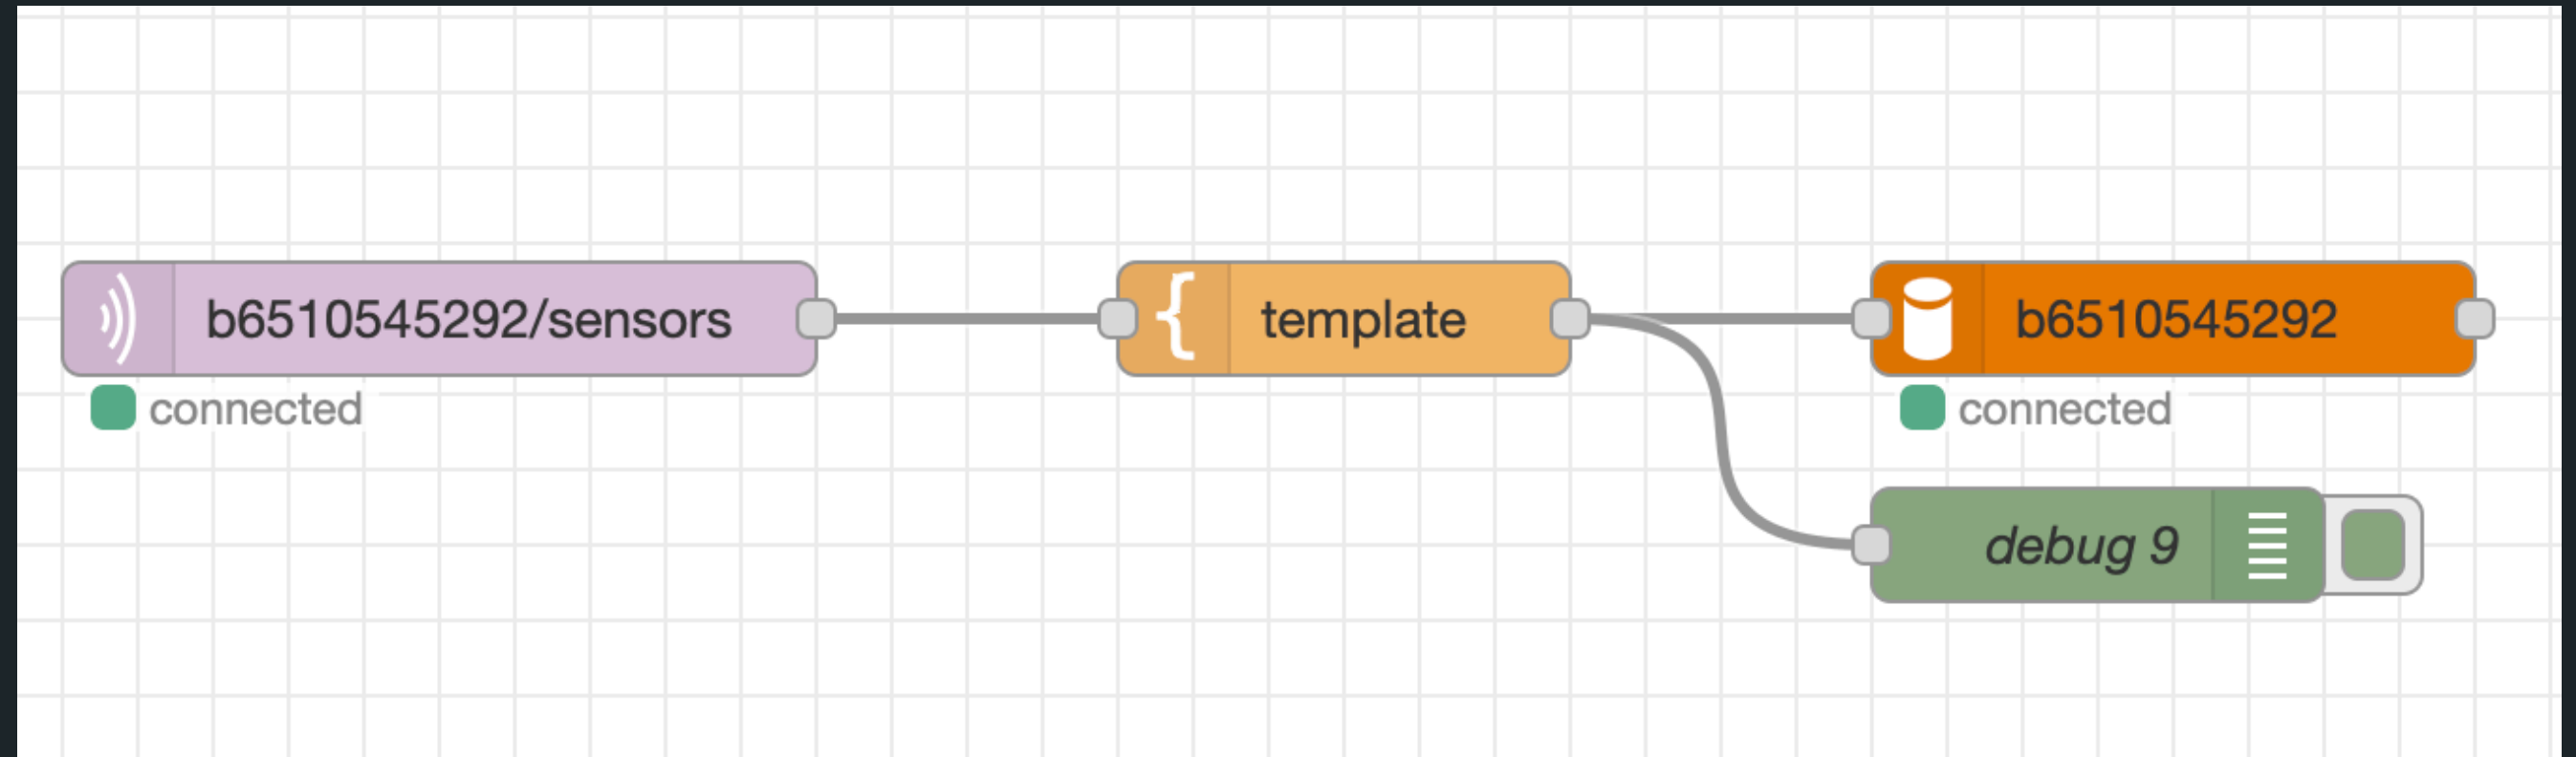 b6510545292/sensors
template
b6510545292
connected
connected
debug 9